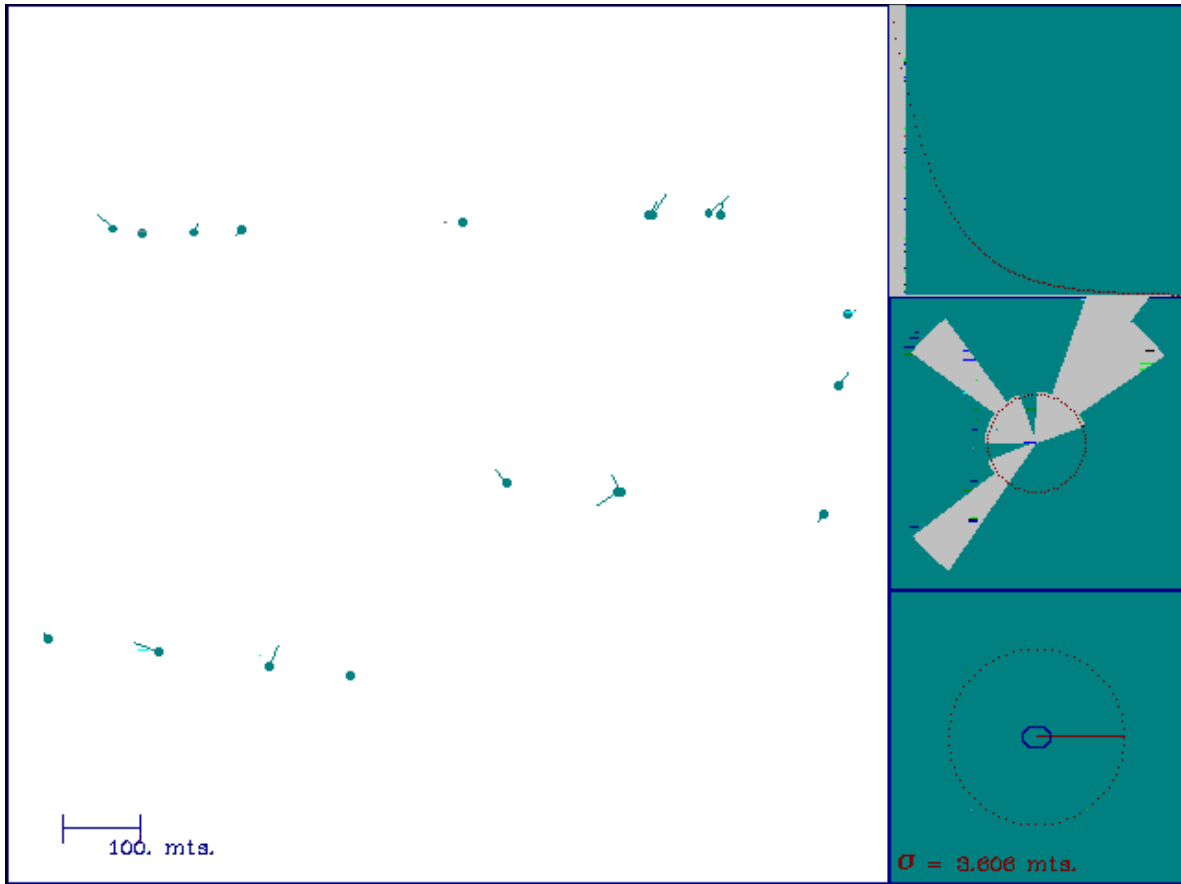 100. mts.
σ = 3.606 mts.